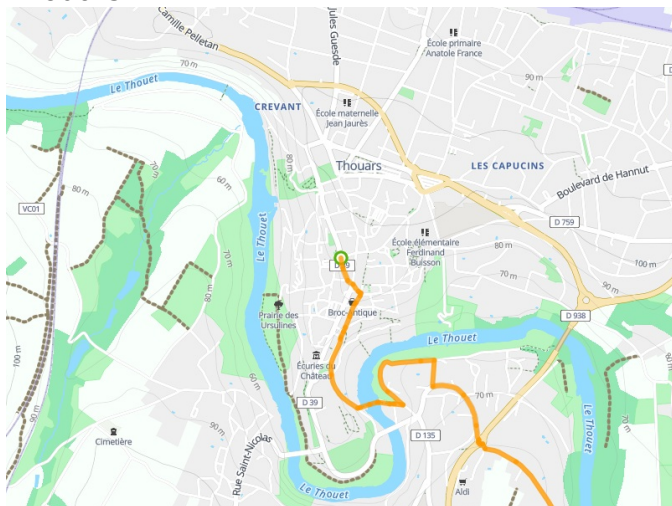 Camille Pelletan
Jules Guesde
École primaire
Anatole France
70 m
Le Thouet
CREVANT
École maternelle
Jean Jaurès
90 m
80 m
Thouars
LES CAPUCINS
Boulevard de Hannut
VC01
80 m
70 m
60 m
D 759
100 m
Le Thouet
70 m
80 m
École élémentaire
Ferdinand
Buisson
80 m
70 m
D 938
Prairie des
Ursulines
Broc-Antique
Le Thouet
100 m
60 m
Écuries du
Château
90 m
D 39
Le Thouet
Cimetière
Rue Saint-Nicolas
D 135
90 m
70 m
Le Thouet
Aldi